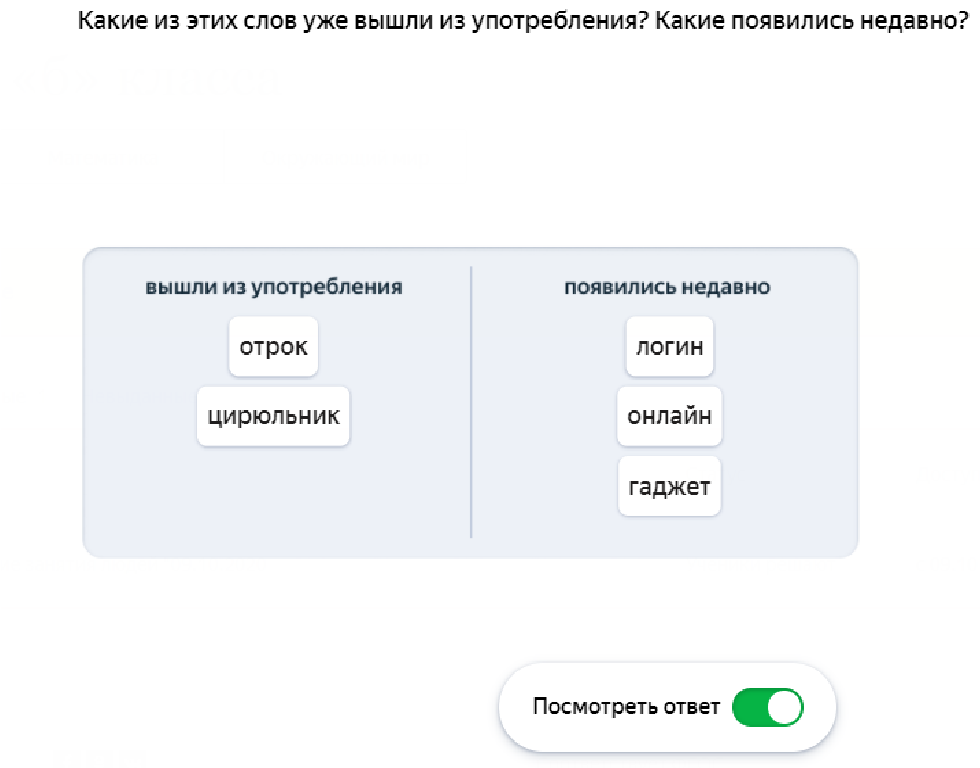 Какие из этих слов уже вышли из употребления? Какие появились недавно?
вышли из употребления
отрок
цирюльник
появились недавно
логин
онлайн
гаджет
Посмотреть ответ